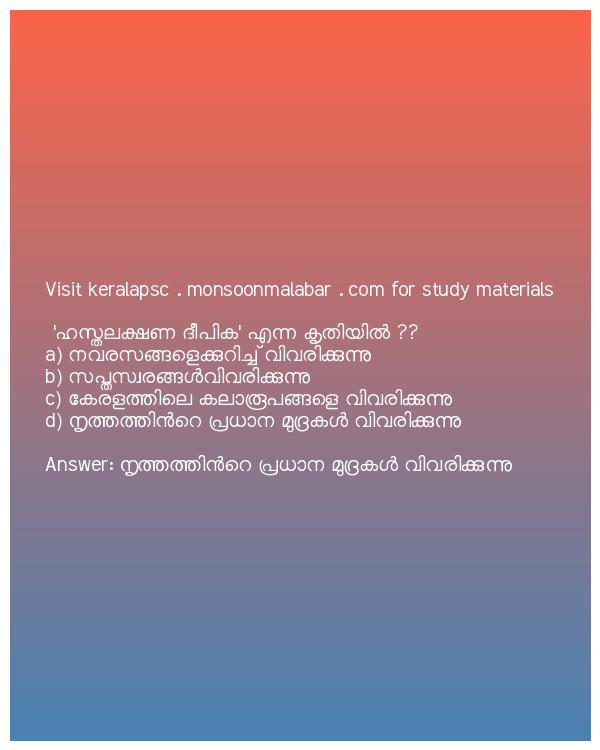 Visit keralapsc . monsoonmalabar . com for study materials
'ഹസ്തലക്ഷണ ദീപിക' എന്ന കൃതിയിൽ ??
a) നവരസങ്ങളെക്കുറിച്ച് വിവരിക്കുന്നു
b) സപ്തസ്വരങ്ങൾവിവരിക്കുന്നു
c) കേരളത്തിലെ കലാരൂപങ്ങളെ വിവരിക്കുന്നു
d) നൃത്തത്തിൻറെ പ്രധാന മുദ്രകൾ വിവരിക്കുന്നു
Answer: നൃത്തത്തിൻറെ പ്രധാന മുദ്രകൾ വിവരിക്കുന്നു